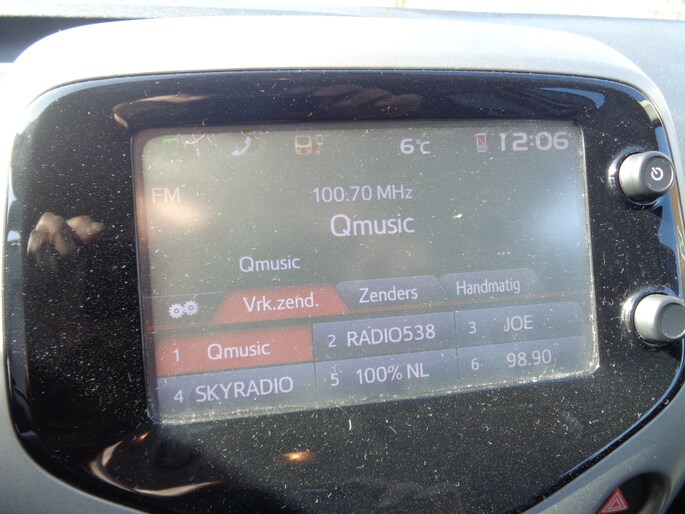 6°C 12:06
FM 100.70 MHz
Qmusic
Qmusic
Vrk.zend. Zenders Handmatig
1 Qmusic 2 RADIO538 3 JOE
4 SKYRADIO 5 100% NL 6 98.90